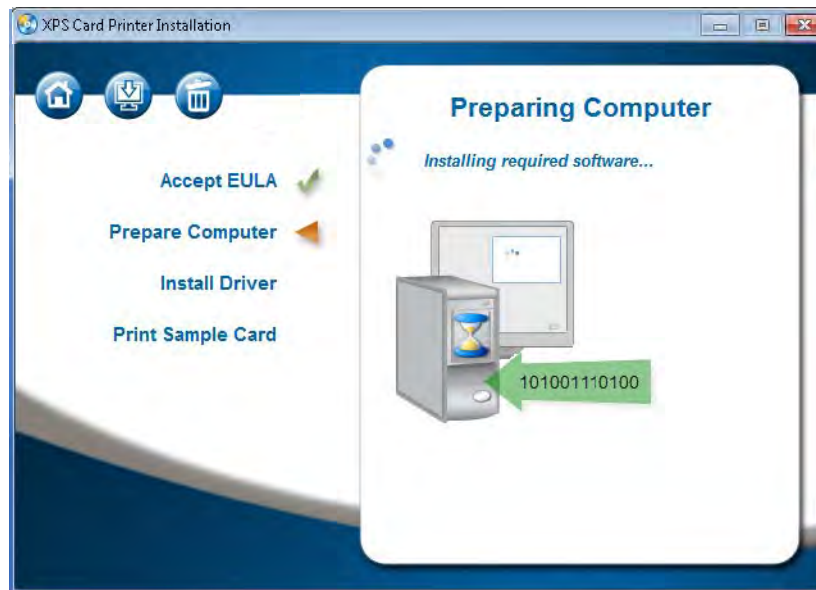 XPS Card Printer Installation
Preparing Computer
Installing required software...
Accept EULA
Prepare Computer
Install Driver
Print Sample Card
101001110100